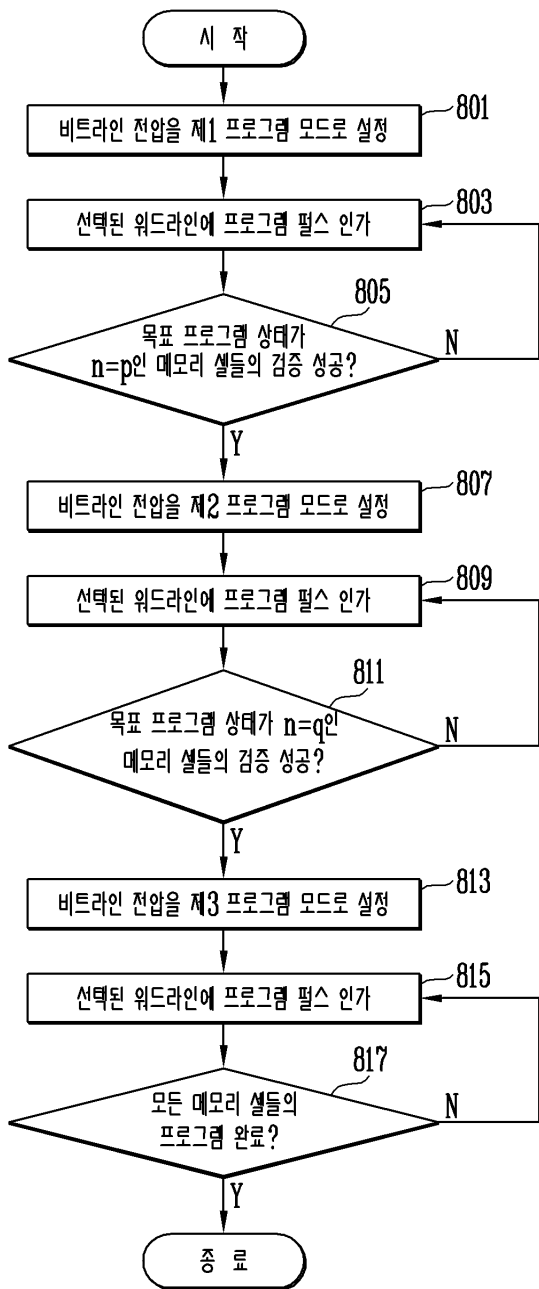 시 작
비트라인 전압을 제1 프로그램 모드로 설정
801
선택된 워드라인에 프로그램 펄스 인가
803
805
목표 프로그램 상태가
n=p인 메모리 셀들의 검증 성공?
N
Y
비트라인 전압을 제2 프로그램 모드로 설정
807
선택된 워드라인에 프로그램 펄스 인가
809
811
목표 프로그램 상태가 n=q인
메모리 셀들의 검증 성공?
N
Y
비트라인 전압을 제3 프로그램 모드로 설정
813
선택된 워드라인에 프로그램 펄스 인가
815
817
모든 메모리 셀들의
프로그램 완료?
N
Y
종 료